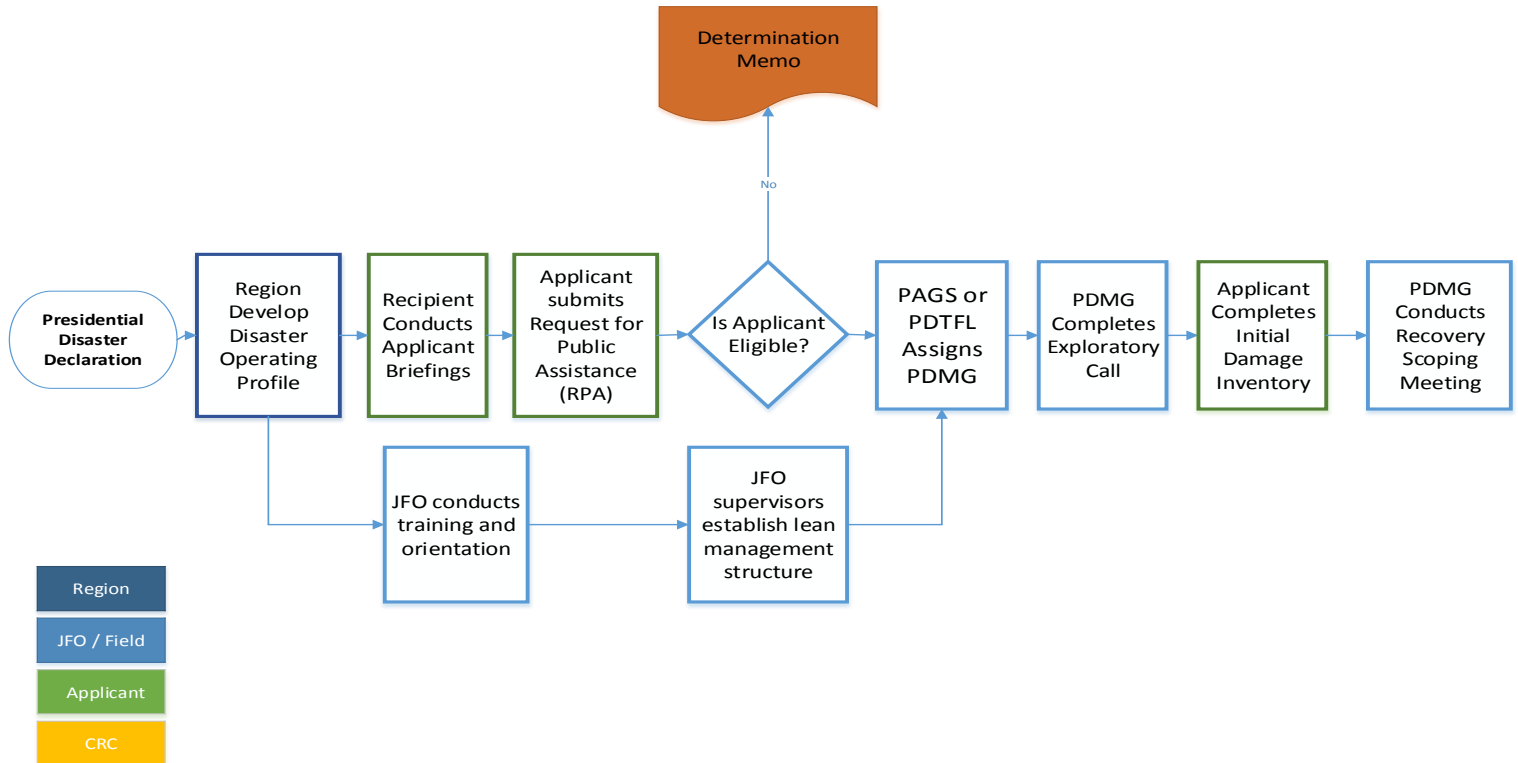 Determination
Memo
No
Presidential
Disaster
Declaration
Region
Develop
Disaster
Operating
Profile
Recipient
Conducts
Applicant
Briefings
Applicant
submits
Request for
Public
Assistance
(RPA)
Is Applicant
Eligible?
PAGS or
PDTFL
Assigns
PDMG
PDMG
Completes
Exploratory
Call
Applicant
Completes
Initial
Damage
Inventory
PDMG
Conducts
Recovery
Scoping
Meeting
JFO conducts
training and
orientation
JFO
supervisors
establish lean
management
structure
Region
JFO / Field
Applicant
CRC